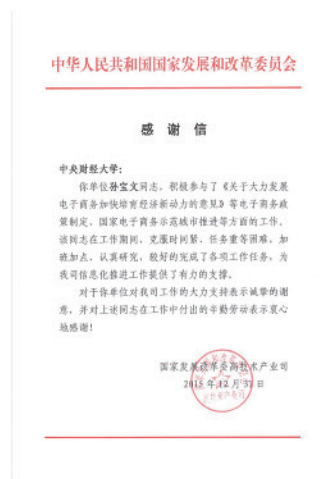 中华人民共和国国家发展和改革委员会
感 谢 信
中央财经大学：
你单位孙宝文同志，积极参与了《关于大力发展
电子商务加快培育经济新动力的意见》等电子商务政
策制定、国家电子商务示范城市推进等方面的工作。
该同志在工作期间，克服时间紧、任务重等困难，加
班加点、认真研究，较好的完成了各项工作任务，为
我司信息化推进工作提供了有力的支撑。
对于你单位对我司工作的大力支持表示诚挚的谢
意，并对上述同志在工作中付出的辛勤劳动表示衷心
地感谢！
国家发展改革委高技术产业司
2015 年 12 月 31 日